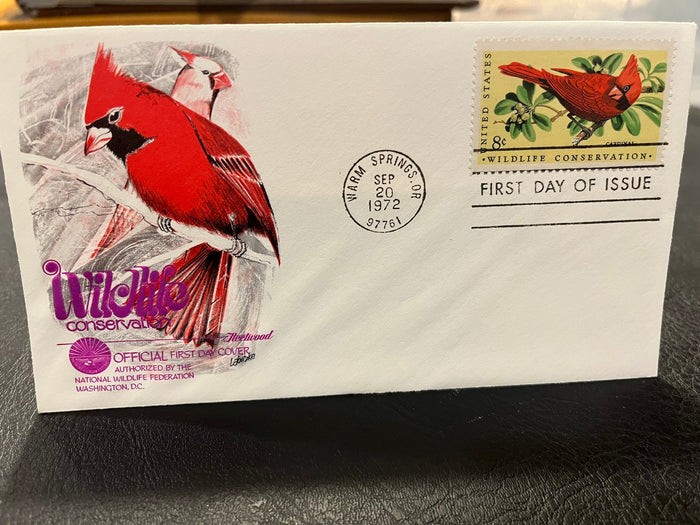 UNITED STATES
8¢
CARDINAL
• WILDLIFE CONSERVATION •
WARM SPRINGS, OR
SEP
20
1972
97761
FIRST DAY OF ISSUE
Wildlife
conservation
Fleetwood
OFFICIAL FIRST DAY COVER
AUTHORIZED BY THE
NATIONAL WILDLIFE FEDERATION
WASHINGTON, D.C.